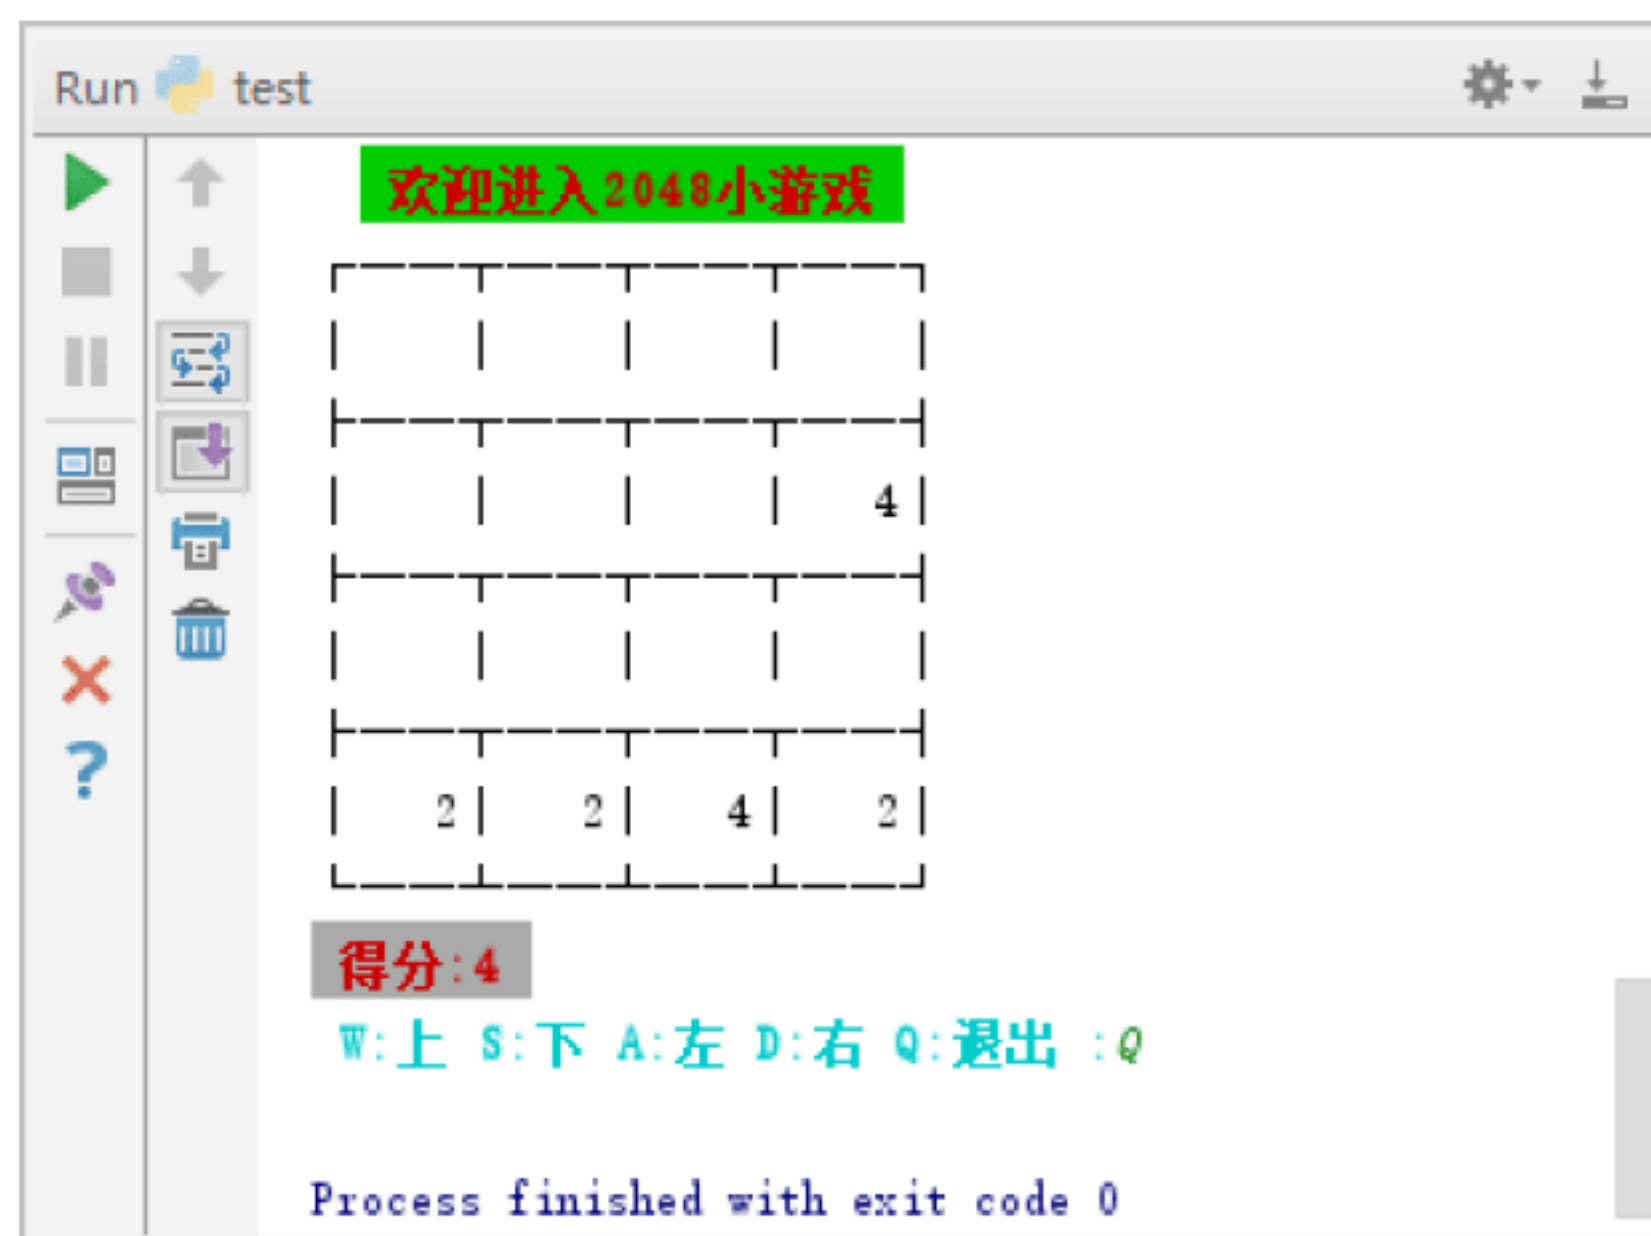 Run test
欢迎进入2048小游戏
4
2 2 4 2
得分:4
W:上 S:下 A:左 D:右 Q:退出 :Q
Process finished with exit code 0